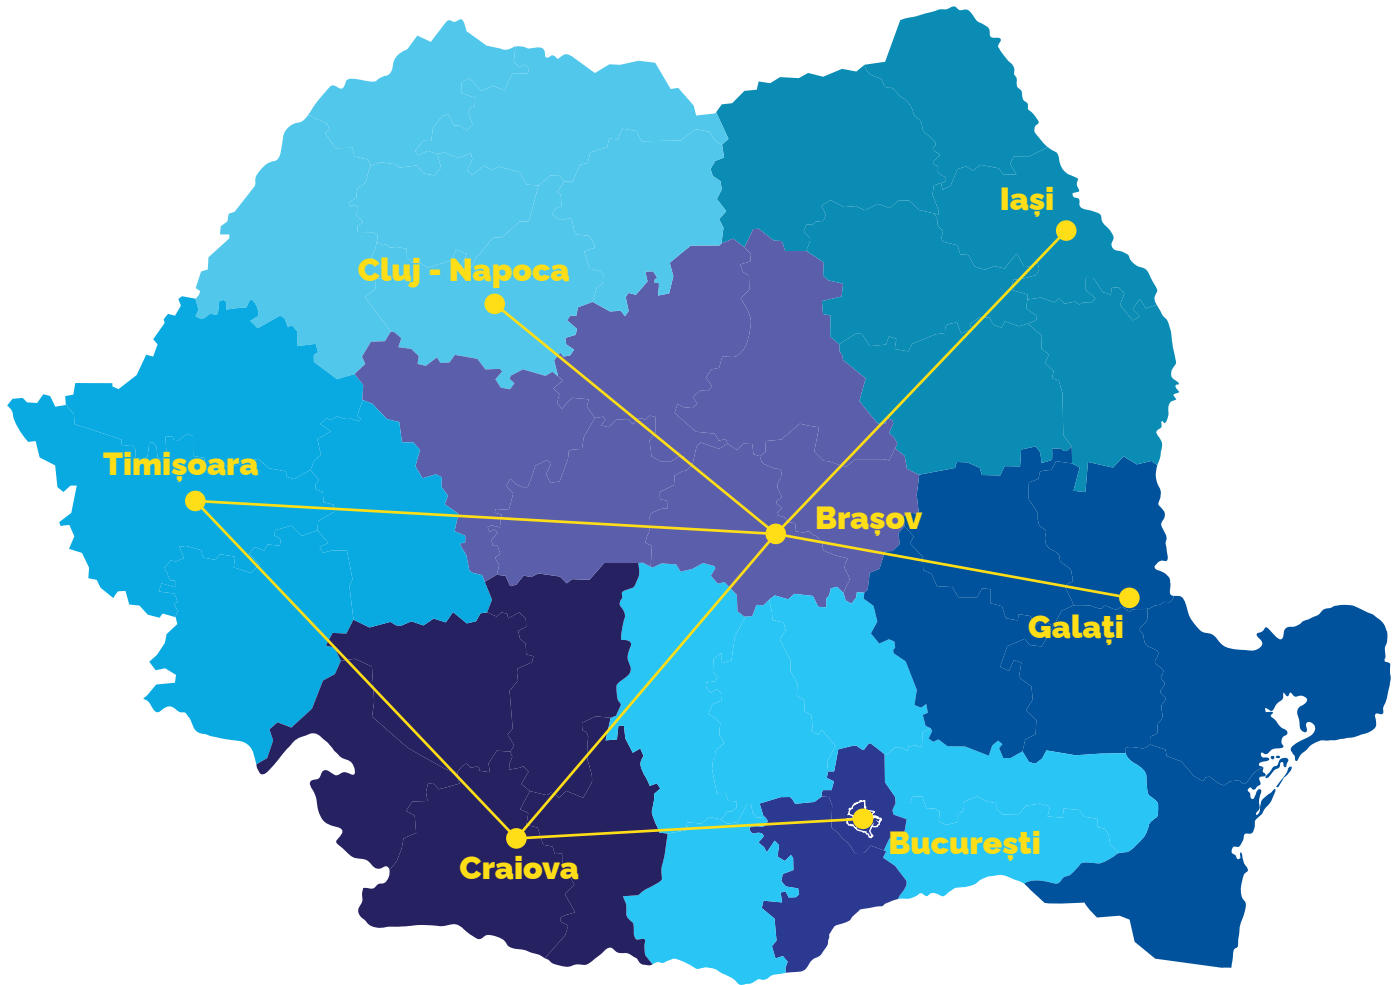 Iași
Cluj - Napoca
Timișoara
Brașov
Galați
București
Craiova